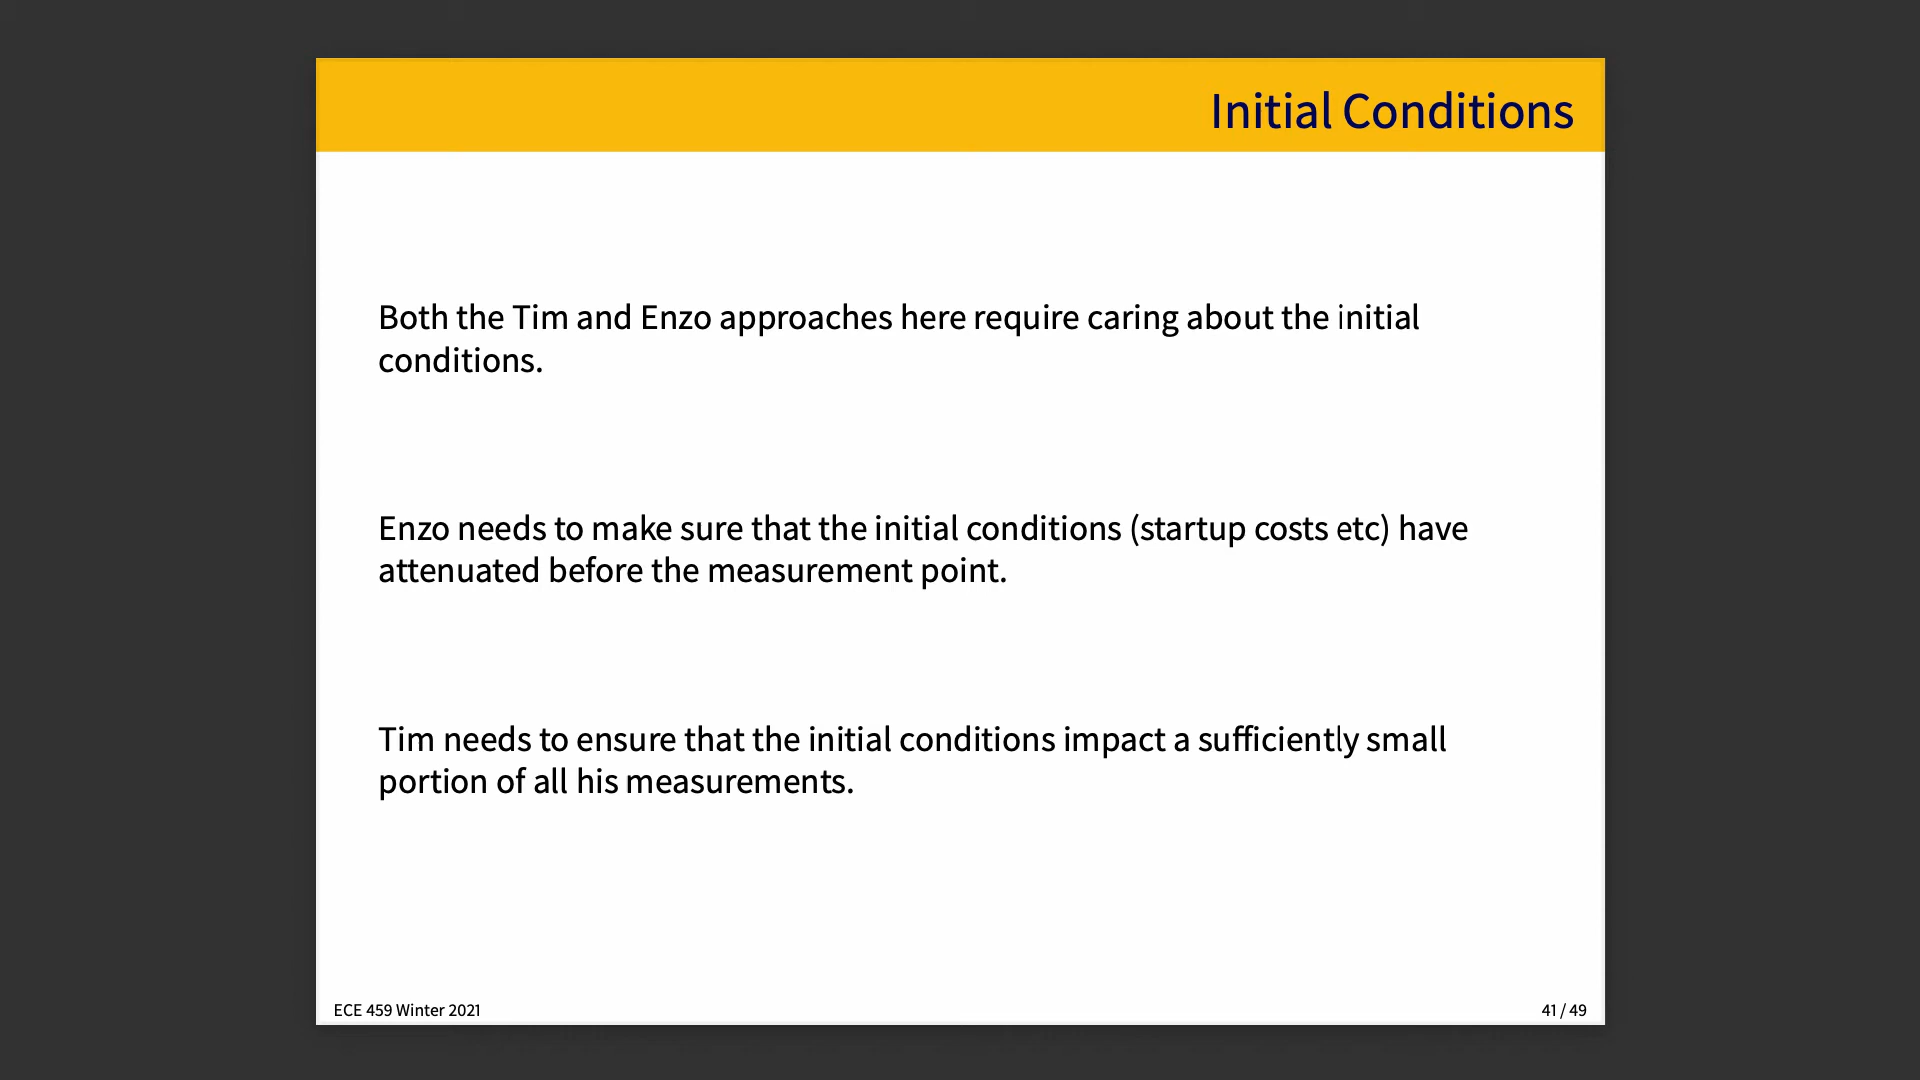 Initial Conditions
Both the Tim and Enzo approaches here require caring about the initial
conditions.
Enzo needs to make sure that the initial conditions (startup costs etc) have
attenuated before the measurement point.
Tim needs to ensure that the initial conditions impact a sufficiently small
portion of all his measurements.
ECE 459 Winter 2021
41 / 49